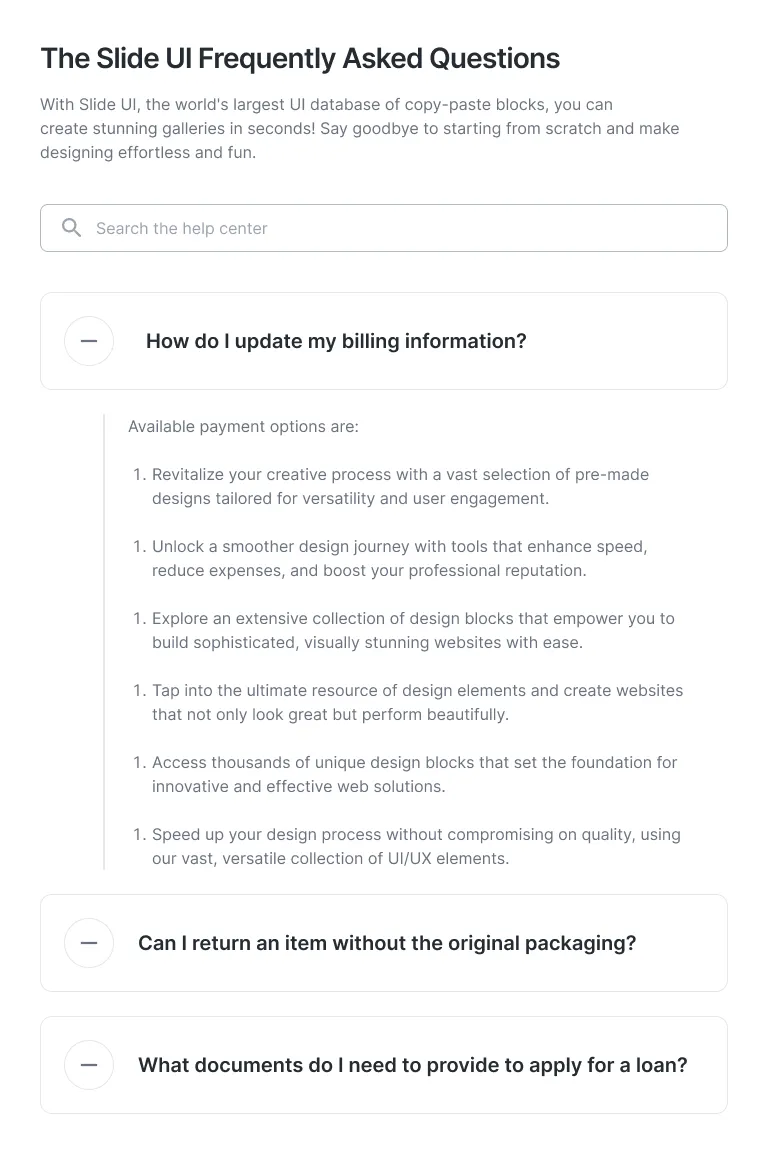 The Slide UI Frequently Asked Questions
With Slide UI, the world's largest UI database of copy-paste blocks, you can
create stunning galleries in seconds! Say goodbye to starting from scratch and make
designing effortless and fun.
Search the help center
How do I update my billing information?
Available payment options are:
1. Revitalize your creative process with a vast selection of pre-made
designs tailored for versatility and user engagement.
1. Unlock a smoother design journey with tools that enhance speed,
reduce expenses, and boost your professional reputation.
1. Explore an extensive collection of design blocks that empower you to
build sophisticated, visually stunning websites with ease.
1. Tap into the ultimate resource of design elements and create websites
that not only look great but perform beautifully.
1. Access thousands of unique design blocks that set the foundation for
innovative and effective web solutions.
1. Speed up your design process without compromising on quality, using
our vast, versatile collection of UI/UX elements.
Can I return an item without the original packaging?
What documents do I need to provide to apply for a loan?